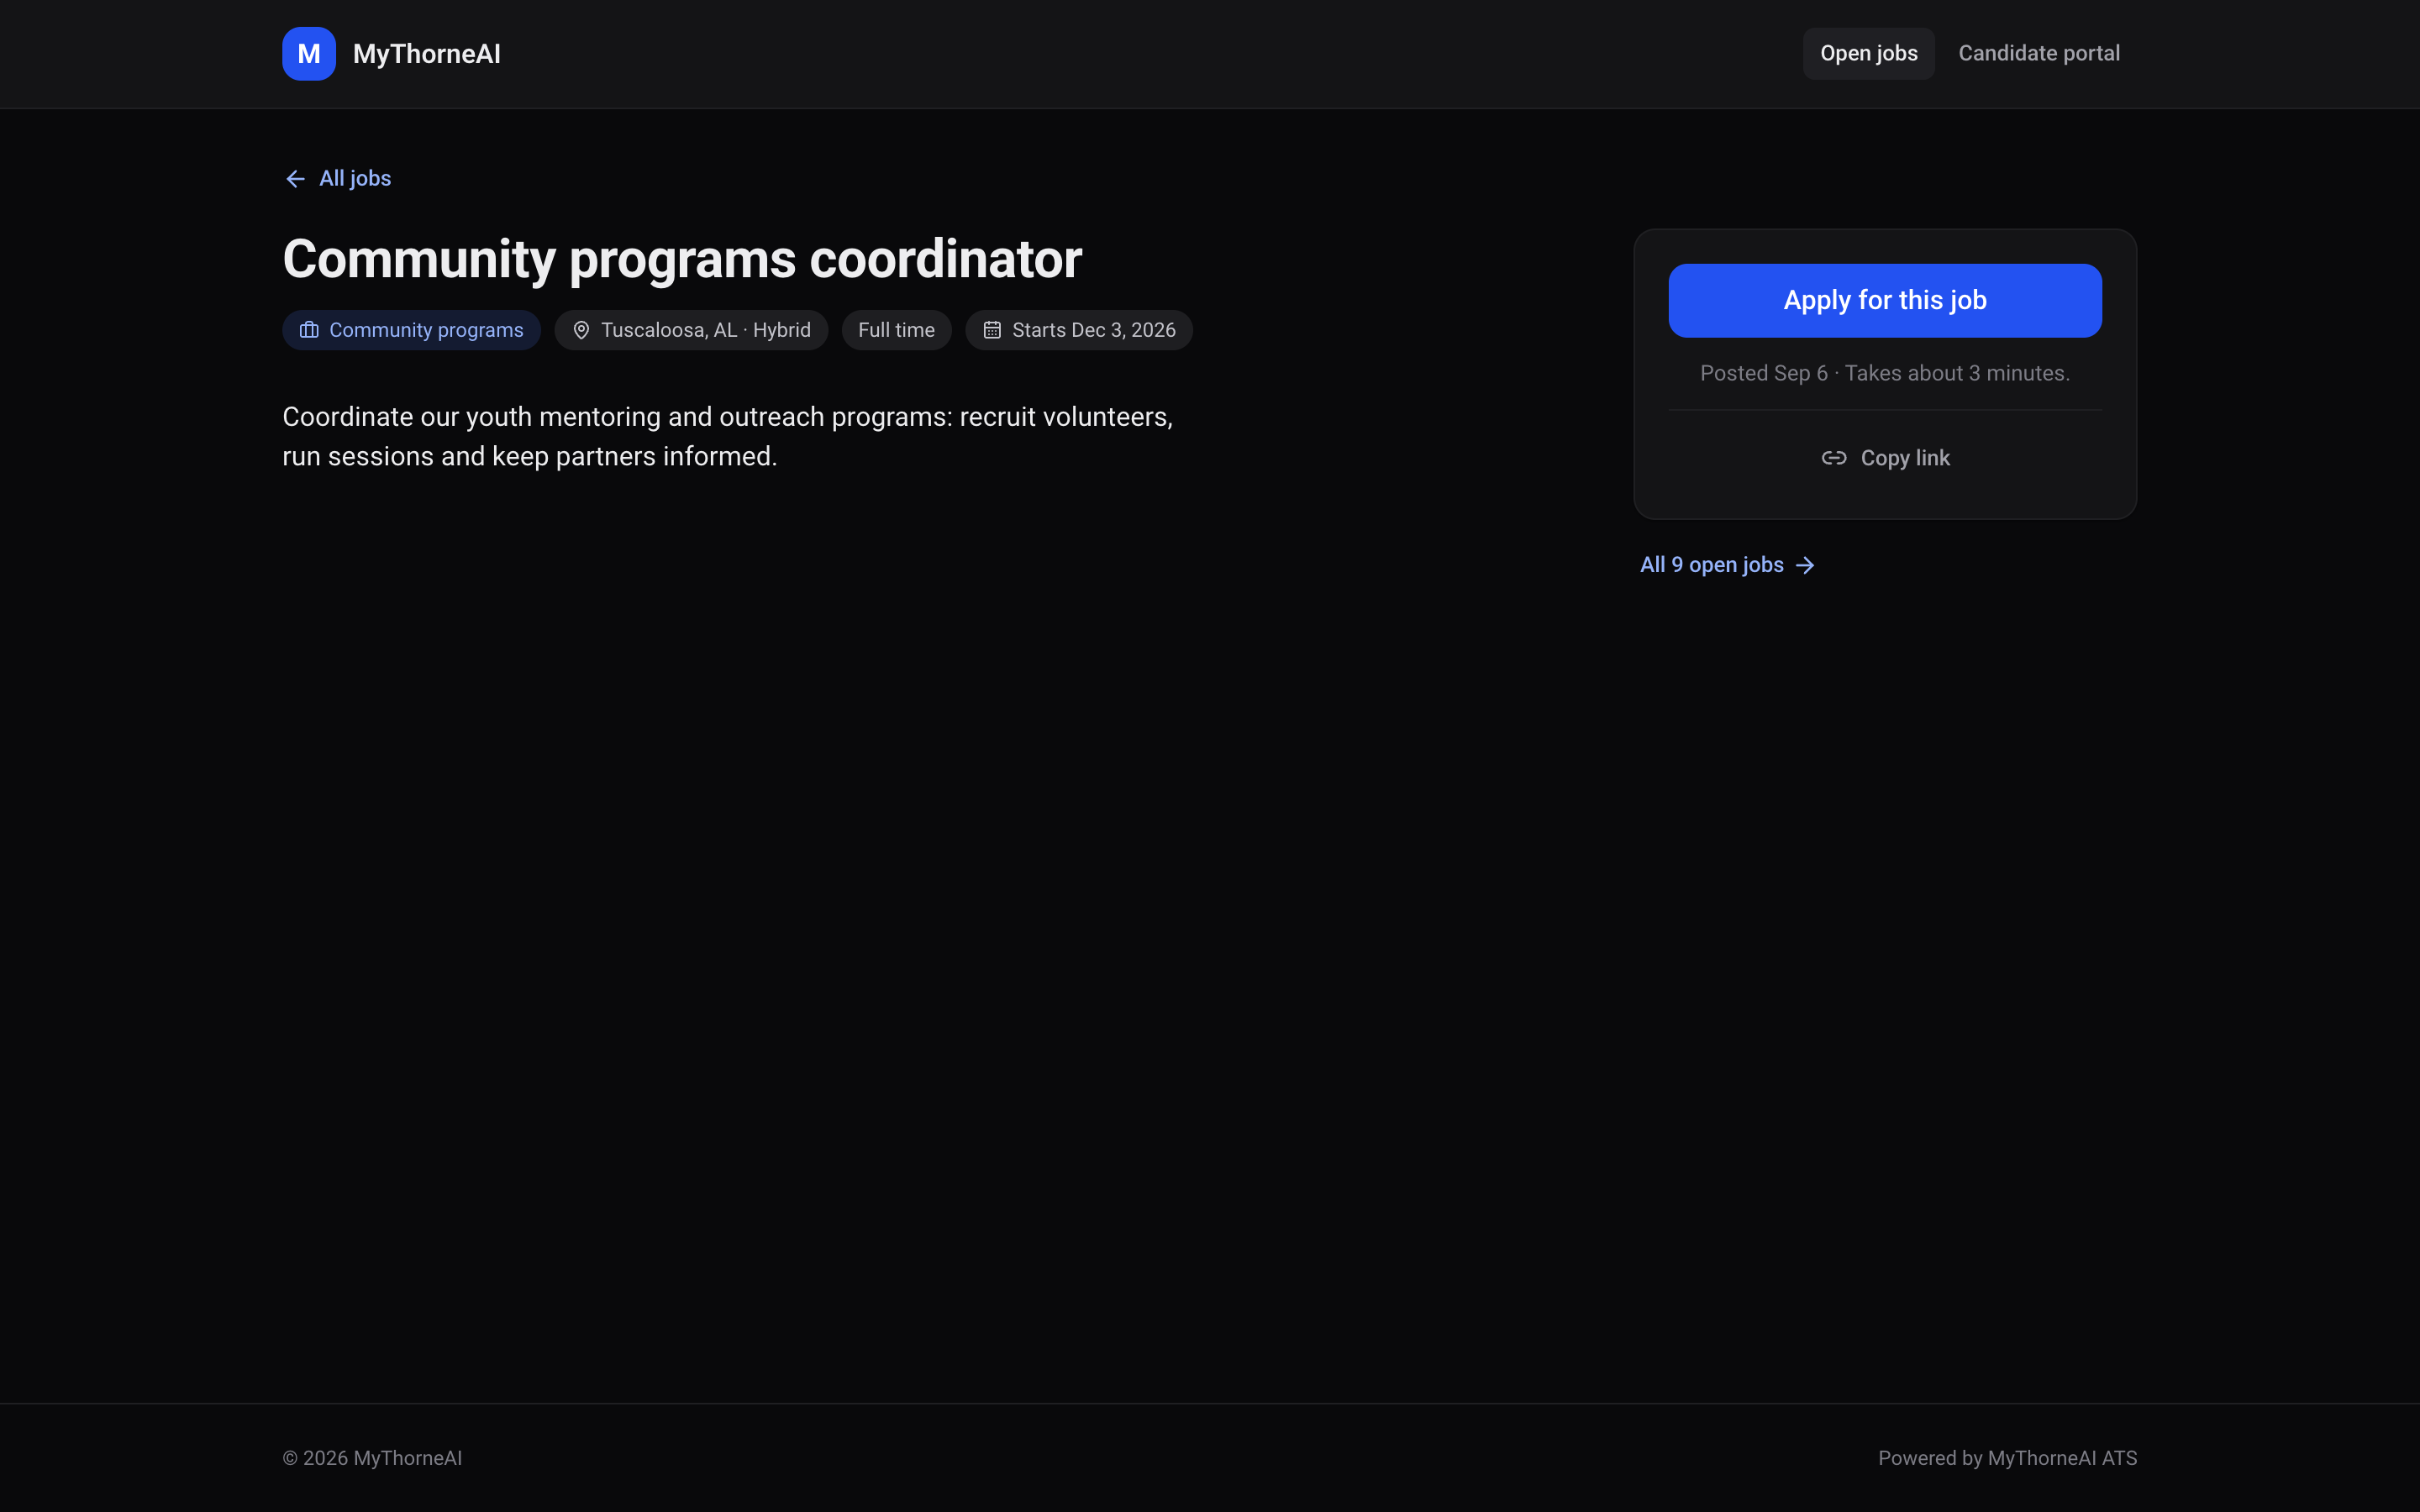 M
MyThorneAI
Open jobs
Candidate portal
All jobs
Community programs coordinator
Community programs
Tuscaloosa, AL · Hybrid
Full time
Starts Dec 3, 2026
Coordinate our youth mentoring and outreach programs: recruit volunteers,
run sessions and keep partners informed.
Apply for this job
Posted Sep 6 · Takes about 3 minutes.
Copy link
All 9 open jobs
© 2026 MyThorneAI
Powered by MyThorneAI ATS